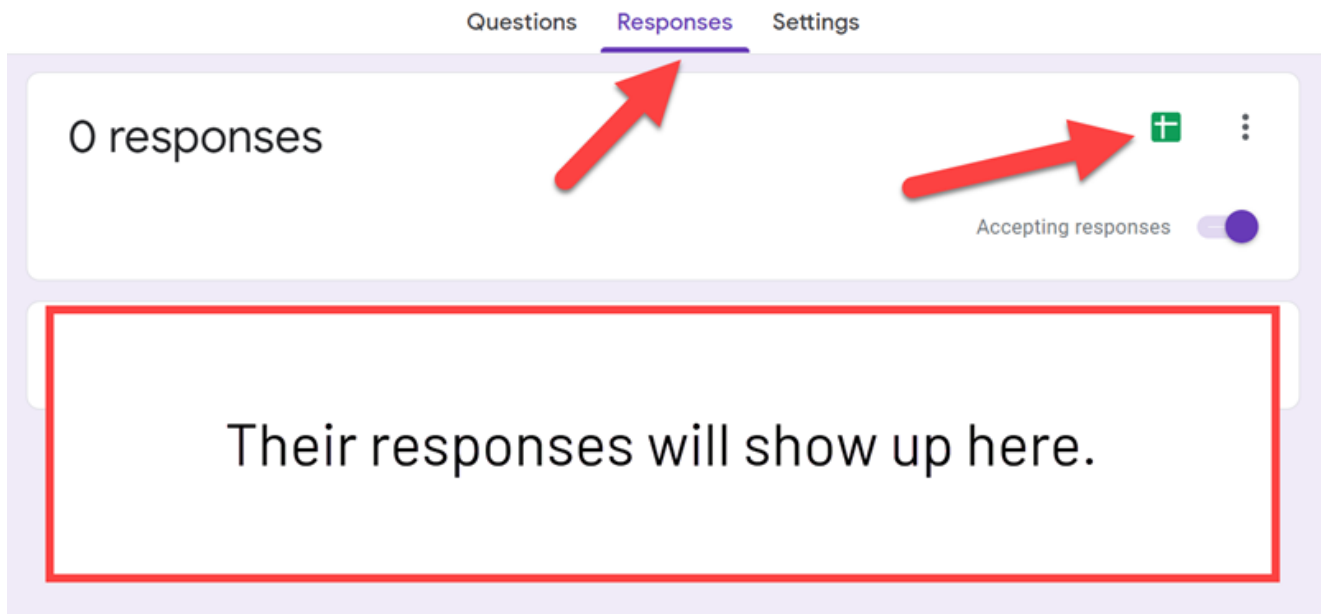 Questions Responses Settings
0 responses
Accepting responses
Their responses will show up here.